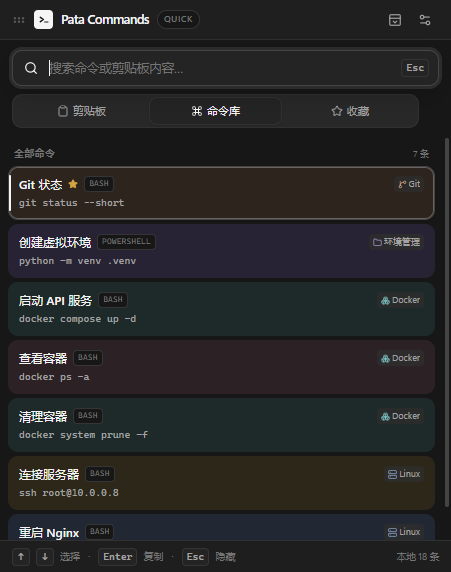 Pata Commands QUICK
搜索命令或剪贴板内容... Esc
剪贴板 命令库 收藏
全部命令 7 条
Git 状态 BASH Git
git status --short
创建虚拟环境 POWERSHELL 环境管理
python -m venv .venv
启动 API 服务 BASH Docker
docker compose up -d
查看容器 BASH Docker
docker ps -a
清理容器 BASH Docker
docker system prune -f
连接服务器 BASH Linux
ssh root@10.0.0.8
重启 Nginx BASH Linux
↑ ↓ 选择 · Enter 复制 · Esc 隐藏 本地 18 条